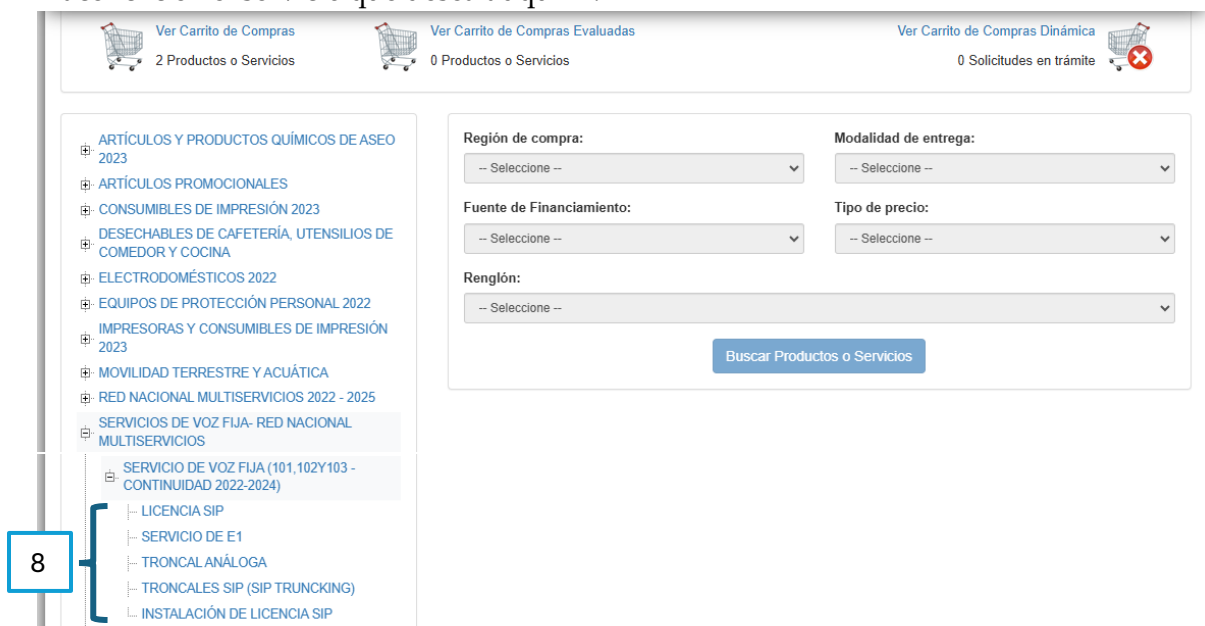 Ver Carrito de Compras
2 Productos o Servicios
Ver Carrito de Compras Evaluadas
0 Productos o Servicios
Ver Carrito de Compras Dinámica
0 Solicitudes en trámite
ARTÍCULOS Y PRODUCTOS QUÍMICOS DE ASEO
2023
ARTÍCULOS PROMOCIONALES
CONSUMIBLES DE IMPRESIÓN 2023
DESECHABLES DE CAFETERÍA, UTENSILIOS DE
COMEDOR Y COCINA
ELECTRODOMÉSTICOS 2022
EQUIPOS DE PROTECCIÓN PERSONAL 2022
IMPRESORAS Y CONSUMIBLES DE IMPRESIÓN
2023
MOVILIDAD TERRESTRE Y ACUÁTICA
RED NACIONAL MULTISERVICIOS 2022 - 2025
SERVICIOS DE VOZ FIJA- RED NACIONAL
MULTISERVICIOS
SERVICIO DE VOZ FIJA (101,102Y103 -
CONTINUIDAD 2022-2024)
LICENCIA SIP
SERVICIO DE E1
TRONCAL ANÁLOGA
TRONCALES SIP (SIP TRUNCKING)
INSTALACIÓN DE LICENCIA SIP
8
Región de compra:
-- Seleccione --
Modalidad de entrega:
-- Seleccione --
Fuente de Financiamiento:
-- Seleccione --
Tipo de precio:
-- Seleccione --
Renglón:
-- Seleccione --
Buscar Productos o Servicios